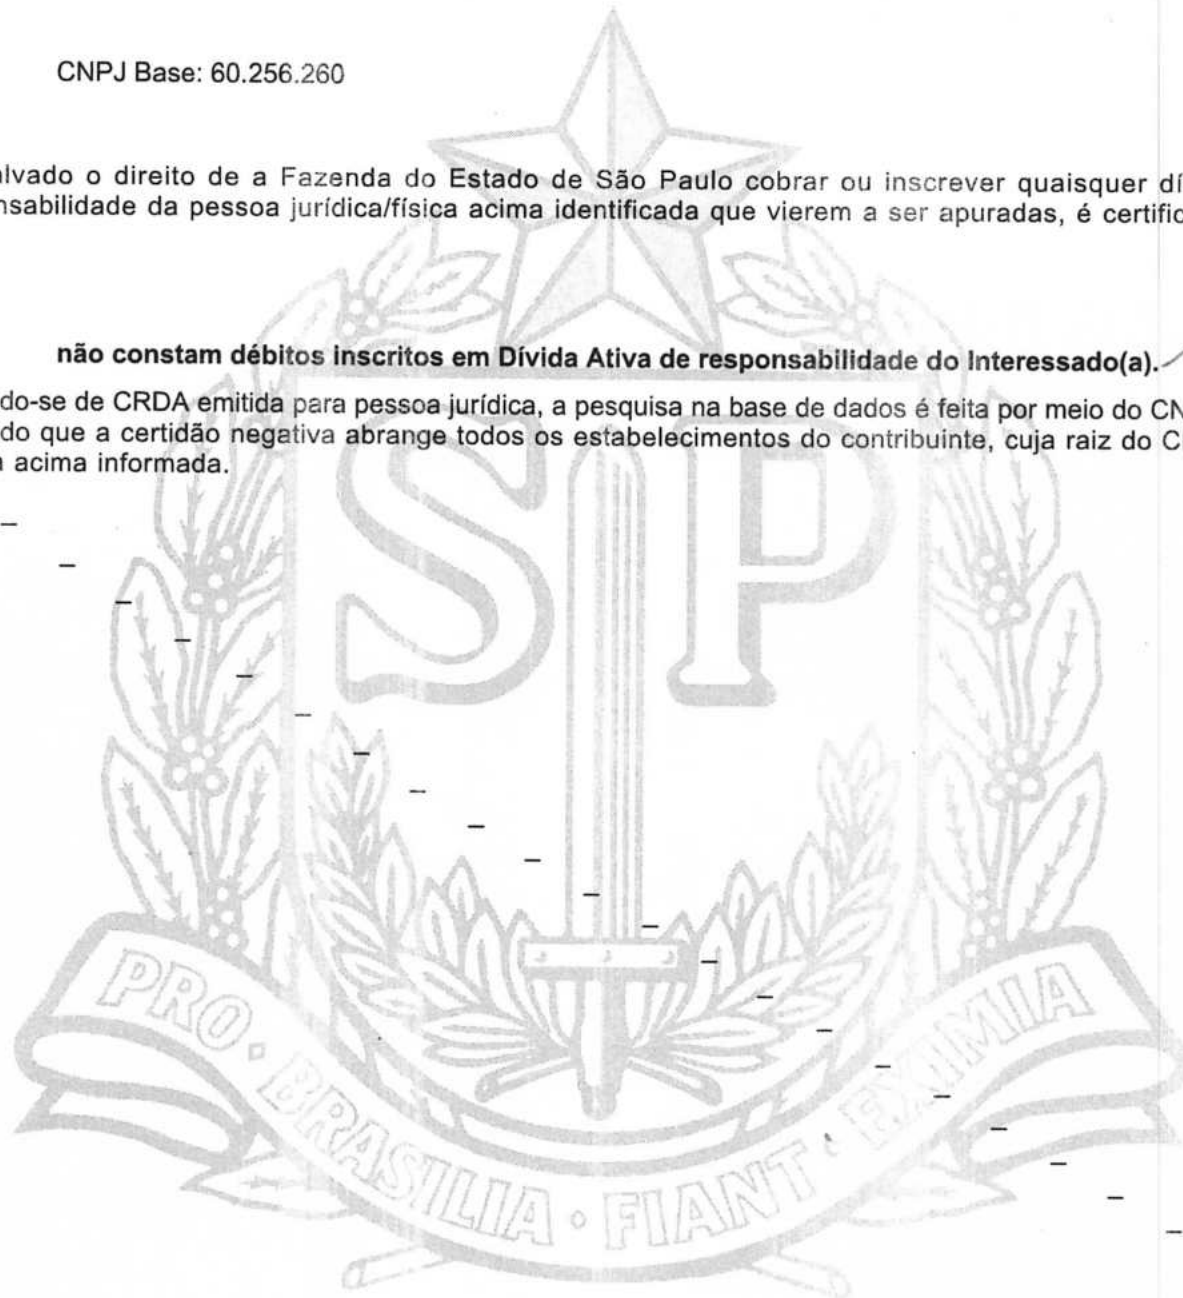 CNPJ Base: 60.256.260
alvado o direito de a Fazenda do Estado de São Paulo cobrar ou inscrever quaisquer dí
nsabilidade da pessoa jurídica/física acima identificada que vierem a ser apuradas, é certific
não constam débitos inscritos em Dívida Ativa de responsabilidade do Interessado(a).
do-se de CRDA emitida para pessoa jurídica, a pesquisa na base de dados é feita por meio do CN
do que a certidão negativa abrange todos os estabelecimentos do contribuinte, cuja raiz do C
a acima informada.
SP
PRO • BRASILIA • FIANT • EXIMIA